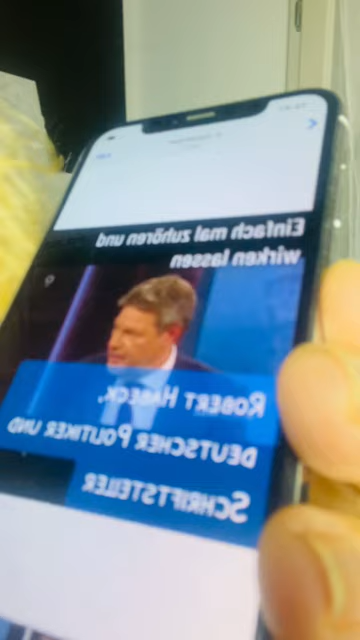 Einfach mal zuhören und
wirken lassen
ROBERT HABECK,
DEUTSCHER POLITIKER UND
SCHRIFTSTELLER